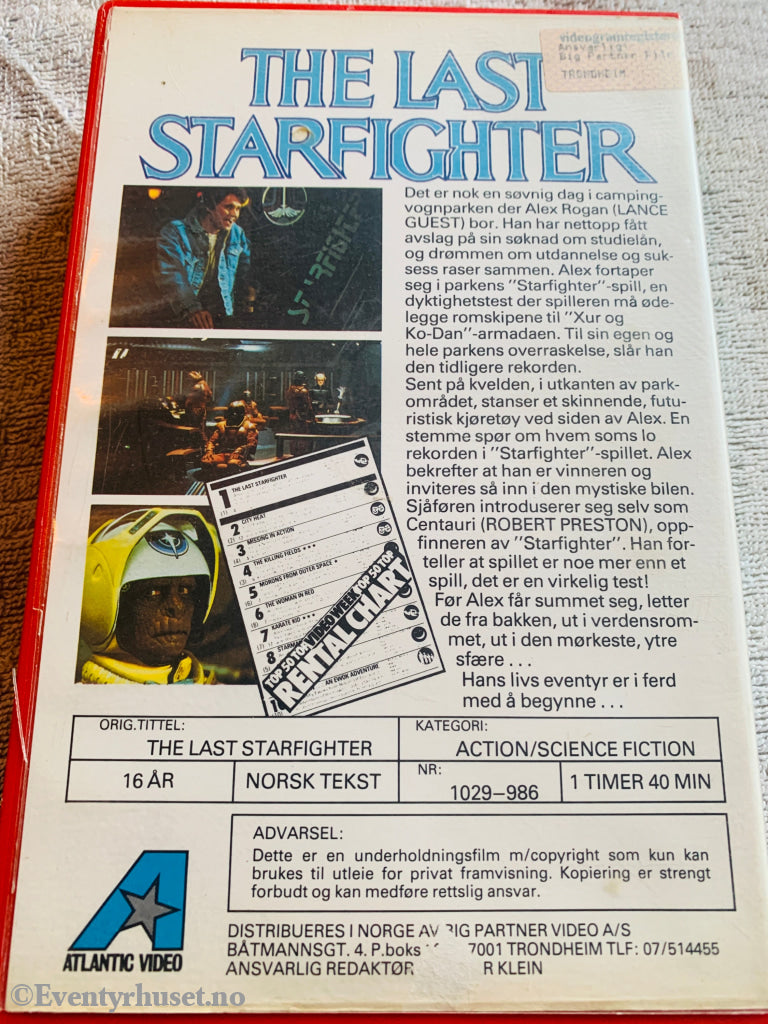 videogramregister
Ansvarlig:
Big Partner Film
TRONDHEIM
THE LAST
STARFIGHTER
Det er nok en søvnig dag i camping-
vognparken der Alex Rogan (LANCE
GUEST) bor. Han har nettopp fått
avslag på sin søknad om studielån,
og drømmen om utdannelse og suk-
sess raser sammen. Alex fortaper
seg i parkens "Starfighter"-spill, en
dyktighetstest der spilleren må øde-
legge romskipene til "Xur og
Ko-Dan"-armadaen. Til sin egen og
hele parkens overraskelse, slår han
den tidligere rekorden.
Sent på kvelden, i utkanten av park-
området, stanser et skinnende, futu-
ristisk kjøretøy ved siden av Alex. En
stemme spør om hvem soms lo
rekorden i "Starfighter"-spillet. Alex
bekrefter at han er vinneren og
inviteres så inn i den mystiske bilen.
Sjåføren introduserer seg selv som
Centauri (ROBERT PRESTON), opp-
finneren av "Starfighter". Han for-
teller at spillet er noe mer enn et
spill, det er en virkelig test!
Før Alex får summet seg, letter
de fra bakken, ut i verdensrom-
met, ut i den mørkeste, ytre
sfære . . .
Hans livs eventyr er i ferd
med å begynne . . .
STARFIGHTER
1 THE LAST STARFIGHTER
2 CITY HEAT
3 MISSING IN ACTION
4 THE KILLING FIELDS
5 MORONS FROM OUTER SPACE
6 THE WOMAN IN RED
7 KARATE KID
8 STARMAN
AN EWOK ADVENTURE
TOP 50 TOP VIDEO WEEK TOP 50 TOP
RENTAL CHART
ORIG.TITTEL:
THE LAST STARFIGHTER
KATEGORI:
ACTION/SCIENCE FICTION
16 ÅR
NORSK TEKST
NR:
1029–986
1 TIMER 40 MIN
ADVARSEL:
Dette er en underholdningsfilm m/copyright som kun kan
brukes til utleie for privat framvisning. Kopiering er strengt
forbudt og kan medføre rettslig ansvar.
A
ATLANTIC VIDEO
DISTRIBUERES I NORGE AV BIG PARTNER VIDEO A/S
BÅTMANNSGT. 4. P.boks 7001 TRONDHEIM TLF: 07/514455
ANSVARLIG REDAKTØR KLEIN
©Eventyrhuset.no